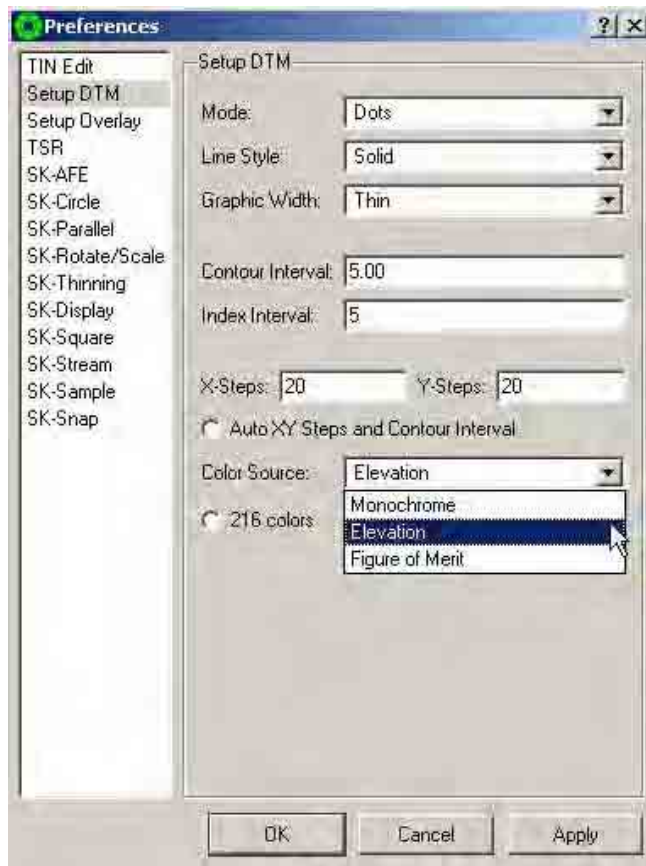 Preferences
?
TIN Edit
Setup DTM
Setup Overlay
TSR
SK-AFE
SK-Circle
SK-Parallel
SK-Rotate/Scale
SK-Thinning
SK-Display
SK-Square
SK-Stream
SK-Sample
SK-Snap
Setup DTM
Mode: Dots
Line Style: Solid
Graphic Width: Thin
Contour Interval: 5.00
Index Interval: 5
X-Steps: 20 Y-Steps: 20
Auto XY Steps and Contour Interval
Color Source: Elevation
Monochrome
216 colors
Elevation
Figure of Merit
OK Cancel Apply